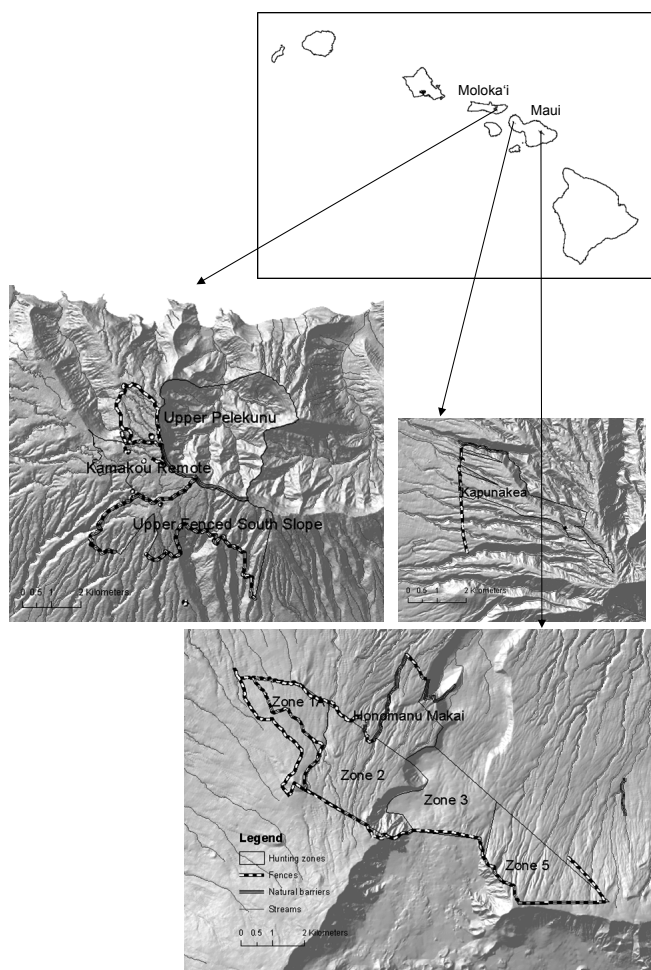 Moloka‘i
Maui
Upper Pelekunu
Kamakou Remote
Upper Fenced South Slope
0 0.5 1 2 Kilometers
Kapunakea
0 0.5 1 2 Kilometers
Zone 1A
Honomanu Makai
Zone 2
Zone 3
Zone 5
Legend
Hunting zones
Fences
Natural barriers
Streams
0 0.5 1 2 Kilometers